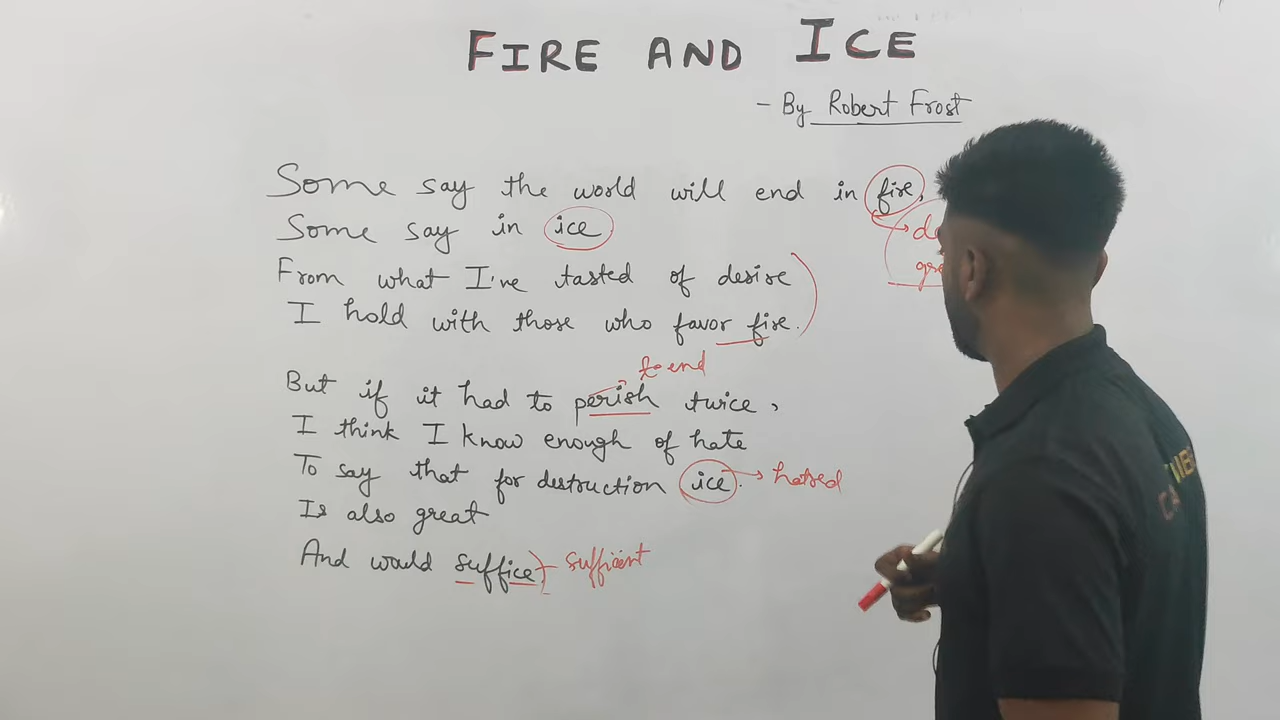 FIRE AND ICE
- By Robert Frost
Some say the world will end in fire,
Some say in ice
From what I've tasted of desire
I hold with those who favor fire.
to end
But if it had to perish twice,
I think I know enough of hate
To say that for destruction ice. → hatred
Is also great
And would suffice → sufficient